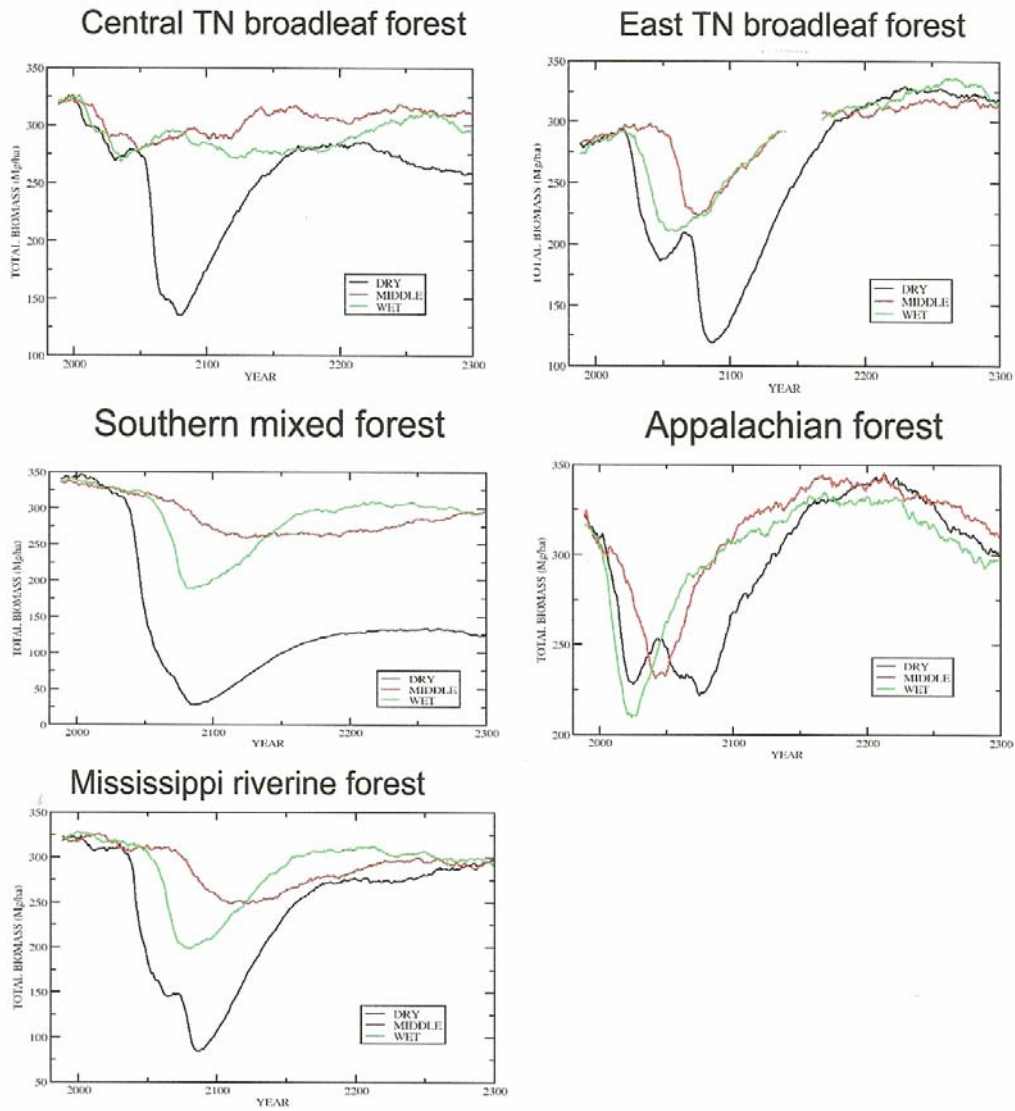 Central TN broadleaf forest
350
300
250
200
150
100
TOTAL BIOMASS (Mg/ha)
DRY
MIDDLE
WET
2000
2100
2200
2300
YEAR
East TN broadleaf forest
350
300
250
200
150
100
TOTAL BIOMASS (Mg/ha)
DRY
MIDDLE
WET
2000
2100
2200
2300
YEAR
Southern mixed forest
350
300
250
200
150
100
50
0
TOTAL BIOMASS (Mg/ha)
DRY
MIDDLE
WET
2000
2100
2200
2300
YEAR
Appalachian forest
350
300
250
200
TOTAL BIOMASS (Mg/ha)
DRY
MIDDLE
WET
2000
2100
2200
2300
YEAR
Mississippi riverine forest
350
300
250
200
150
100
50
TOTAL BIOMASS (Mg/ha)
DRY
MIDDLE
WET
2000
2100
2200
2300
YEAR